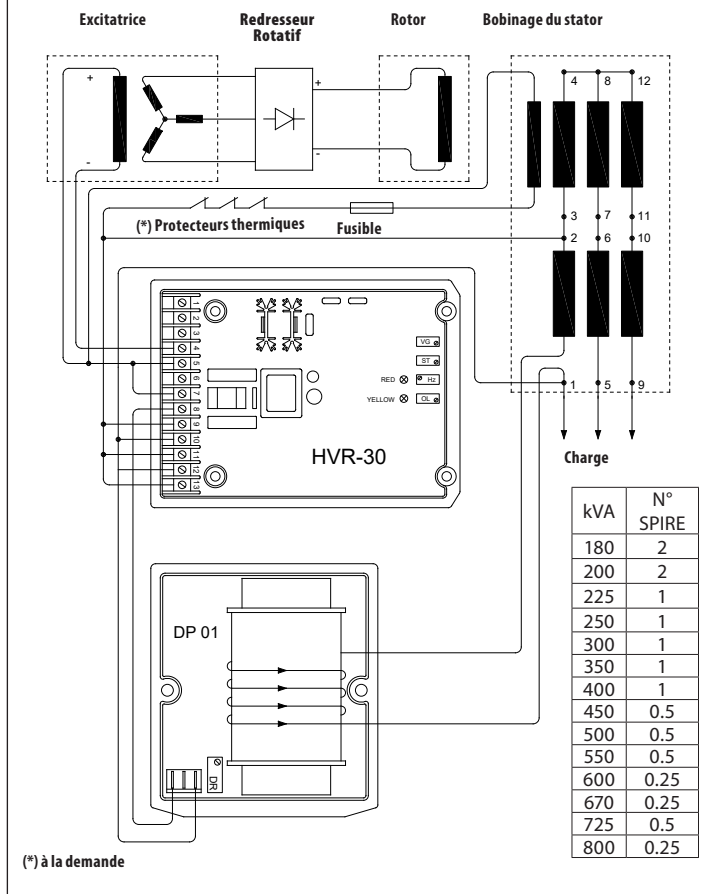 Excitatrice Redresseur Rotatif Rotor Bobinage du stator
+ + 4 8 12
- -
(*) Protecteurs thermiques Fusible
3 7 11
2 6 10
1
2
3
4
5
6
7
8
9
10
11
12
13
VG
ST
RED Hz
YELLOW OL
HVR-30
1 5 9
Charge
DP 01
DR
kVA N° SPIRE
180 2
200 2
225 1
250 1
300 1
350 1
400 1
450 0.5
500 0.5
550 0.5
600 0.25
670 0.25
725 0.5
800 0.25
(*) à la demande